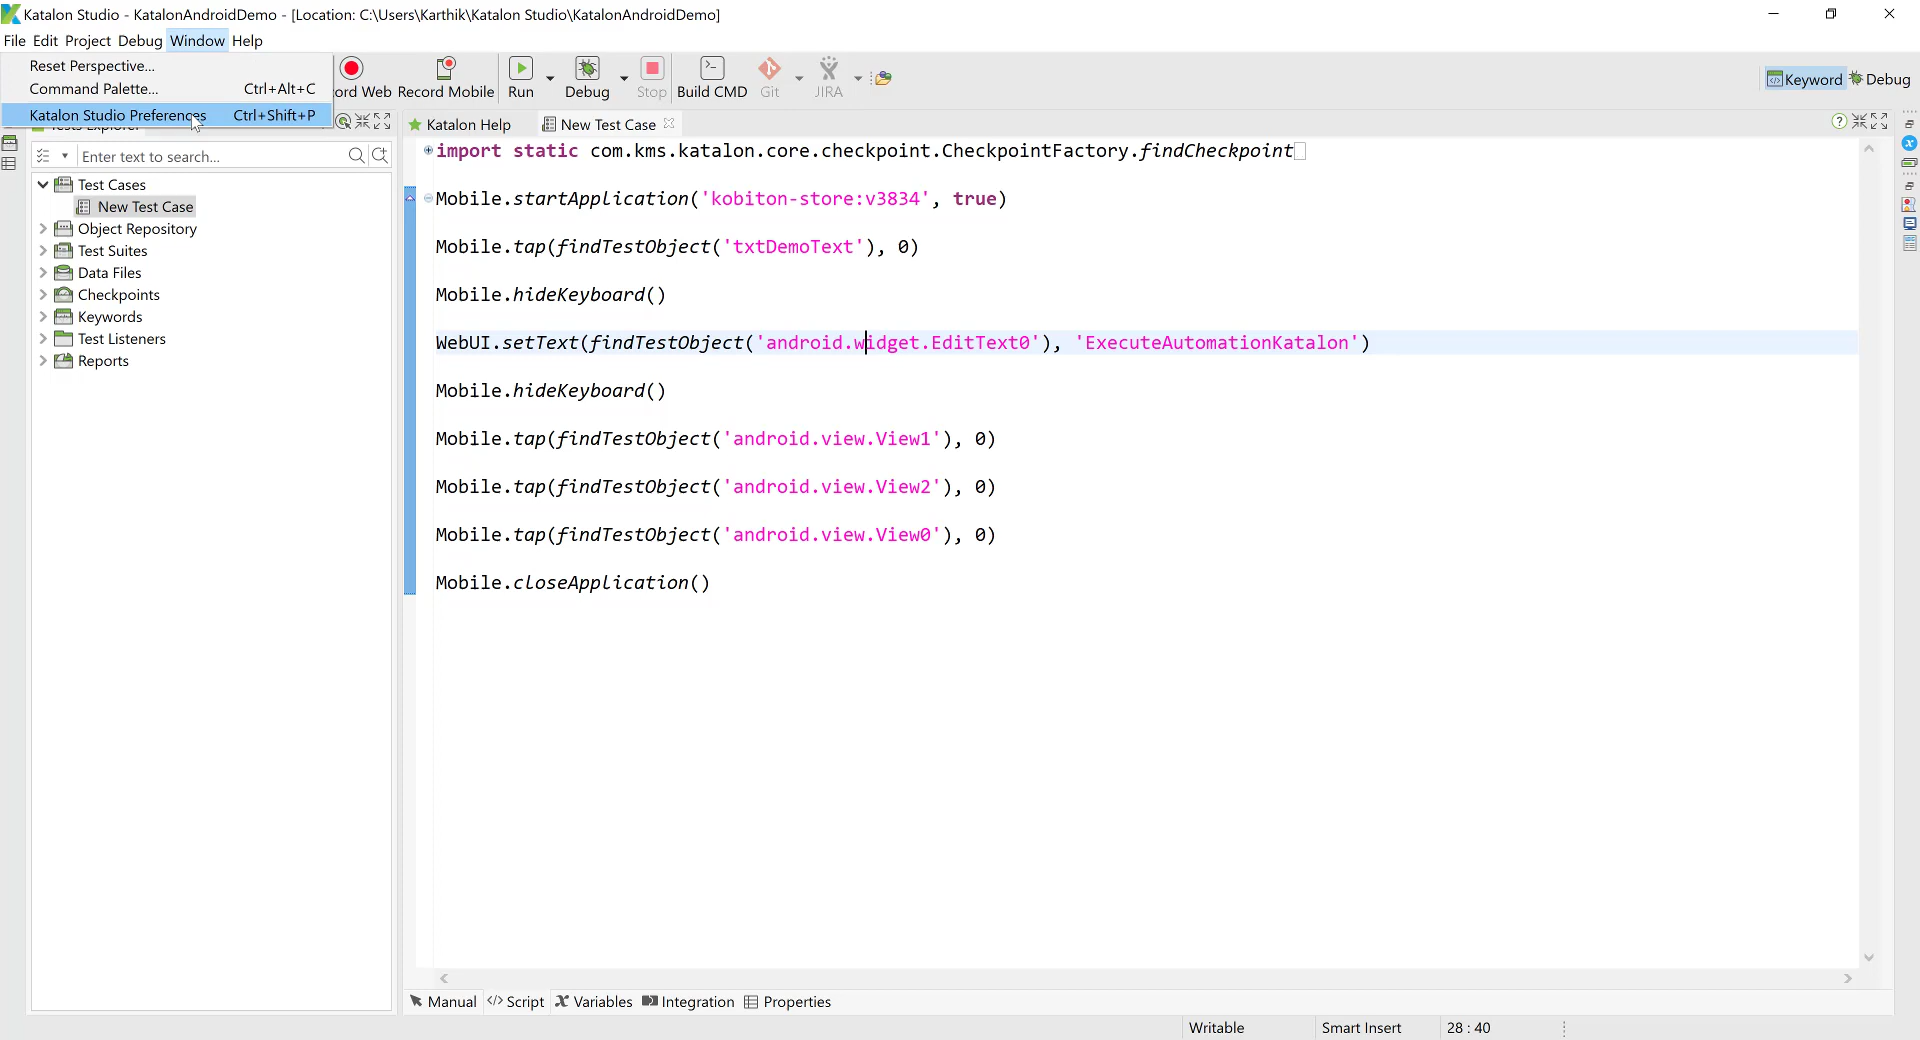 Katalon Studio - KatalonAndroidDemo - [Location: C:\Users\Karthik\Katalon Studio\KatalonAndroidDemo]
File Edit Project Debug Window Help
Reset Perspective...
Command Palette... Ctrl+Alt+C
Katalon Studio Preferences Ctrl+Shift+P
ord Web Record Mobile Run Debug Stop Build CMD Git JIRA
Keyword Debug
Tests Explorer
Katalon Help New Test Case
Enter text to search...
Test Cases
New Test Case
Object Repository
Test Suites
Data Files
Checkpoints
Keywords
Test Listeners
Reports
import static com.kms.katalon.core.checkpoint.CheckpointFactory.findCheckpoint
Mobile.startApplication('kobiton-store:v3834', true)
Mobile.tap(findTestObject('txtDemoText'), 0)
Mobile.hideKeyboard()
WebUI.setText(findTestObject('android.widget.EditText0'), 'ExecuteAutomationKatalon')
Mobile.hideKeyboard()
Mobile.tap(findTestObject('android.view.View1'), 0)
Mobile.tap(findTestObject('android.view.View2'), 0)
Mobile.tap(findTestObject('android.view.View0'), 0)
Mobile.closeApplication()
Manual </> Script Variables Integration Properties
Writable Smart Insert 28 : 40